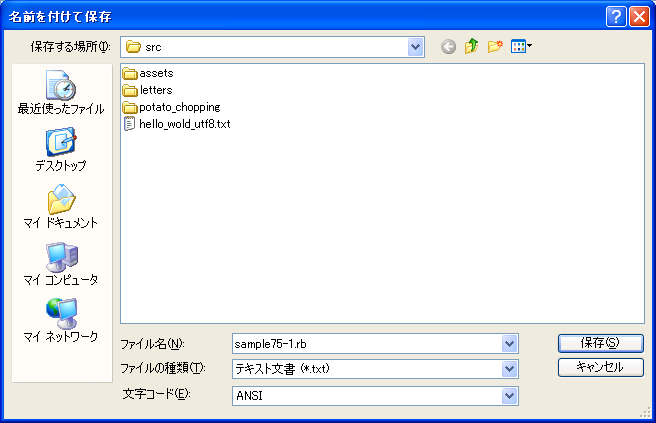 名前を付けて保存
保存する場所(I):
src
最近使ったファイル
デスクトップ
マイ ドキュメント
マイ コンピュータ
マイ ネットワーク
assets
letters
potato_chopping
hello_wold_utf8.txt
ファイル名(N):
sample75-1.rb
保存(S)
ファイルの種類(T):
テキスト文書 (*.txt)
キャンセル
文字コード(E):
ANSI